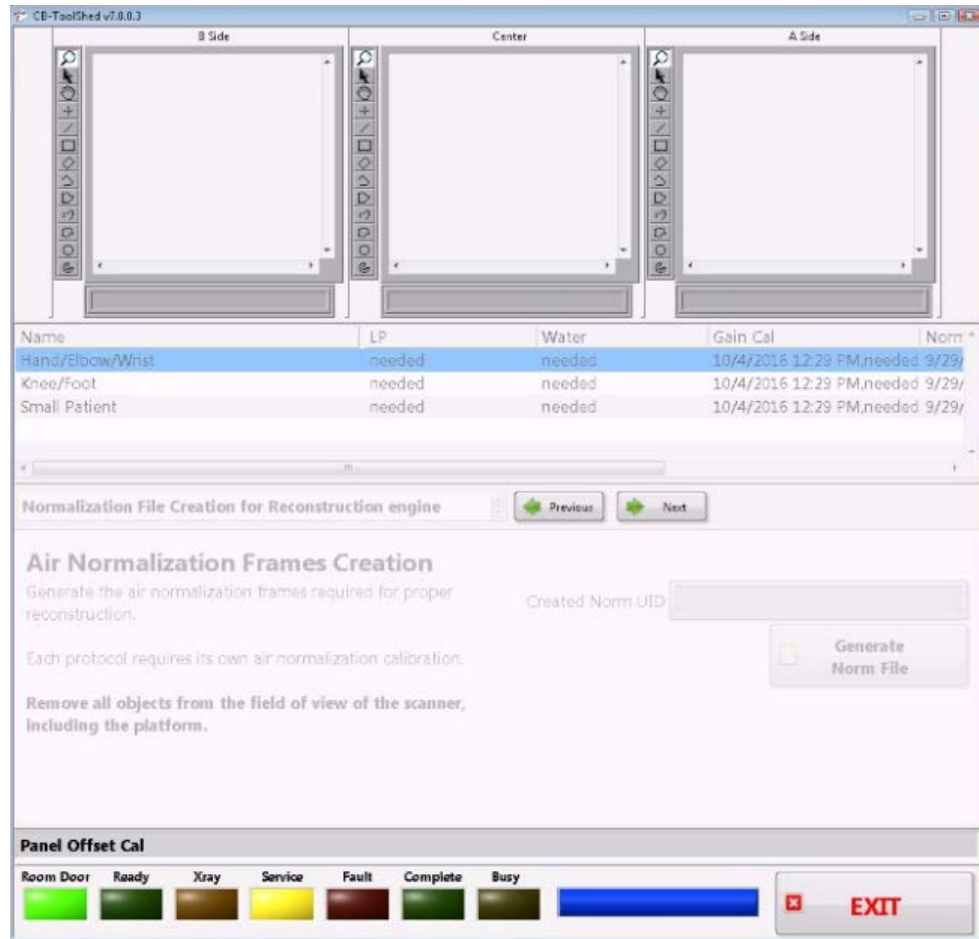 CB-ToolShed v7.0.0.3
B Side Center A Side
Name LP Water Gain Cal Norm
Hand/Elbow/Wrist needed needed 10/4/2016 12:29 PM,needed 9/29/
Knee/Foot needed needed 10/4/2016 12:29 PM,needed 9/29/
Small Patient needed needed 10/4/2016 12:29 PM,needed 9/29/
Normalization File Creation for Reconstruction engine Previous Next
Air Normalization Frames Creation
Generate the air normalization frames required for proper
reconstruction.
Created Norm UID
Each protocol requires its own air normalization calibration.
Generate
Norm File
Remove all objects from the field of view of the scanner,
including the platform.
Panel Offset Cal
Room Door Ready Xray Service Fault Complete Busy
EXIT